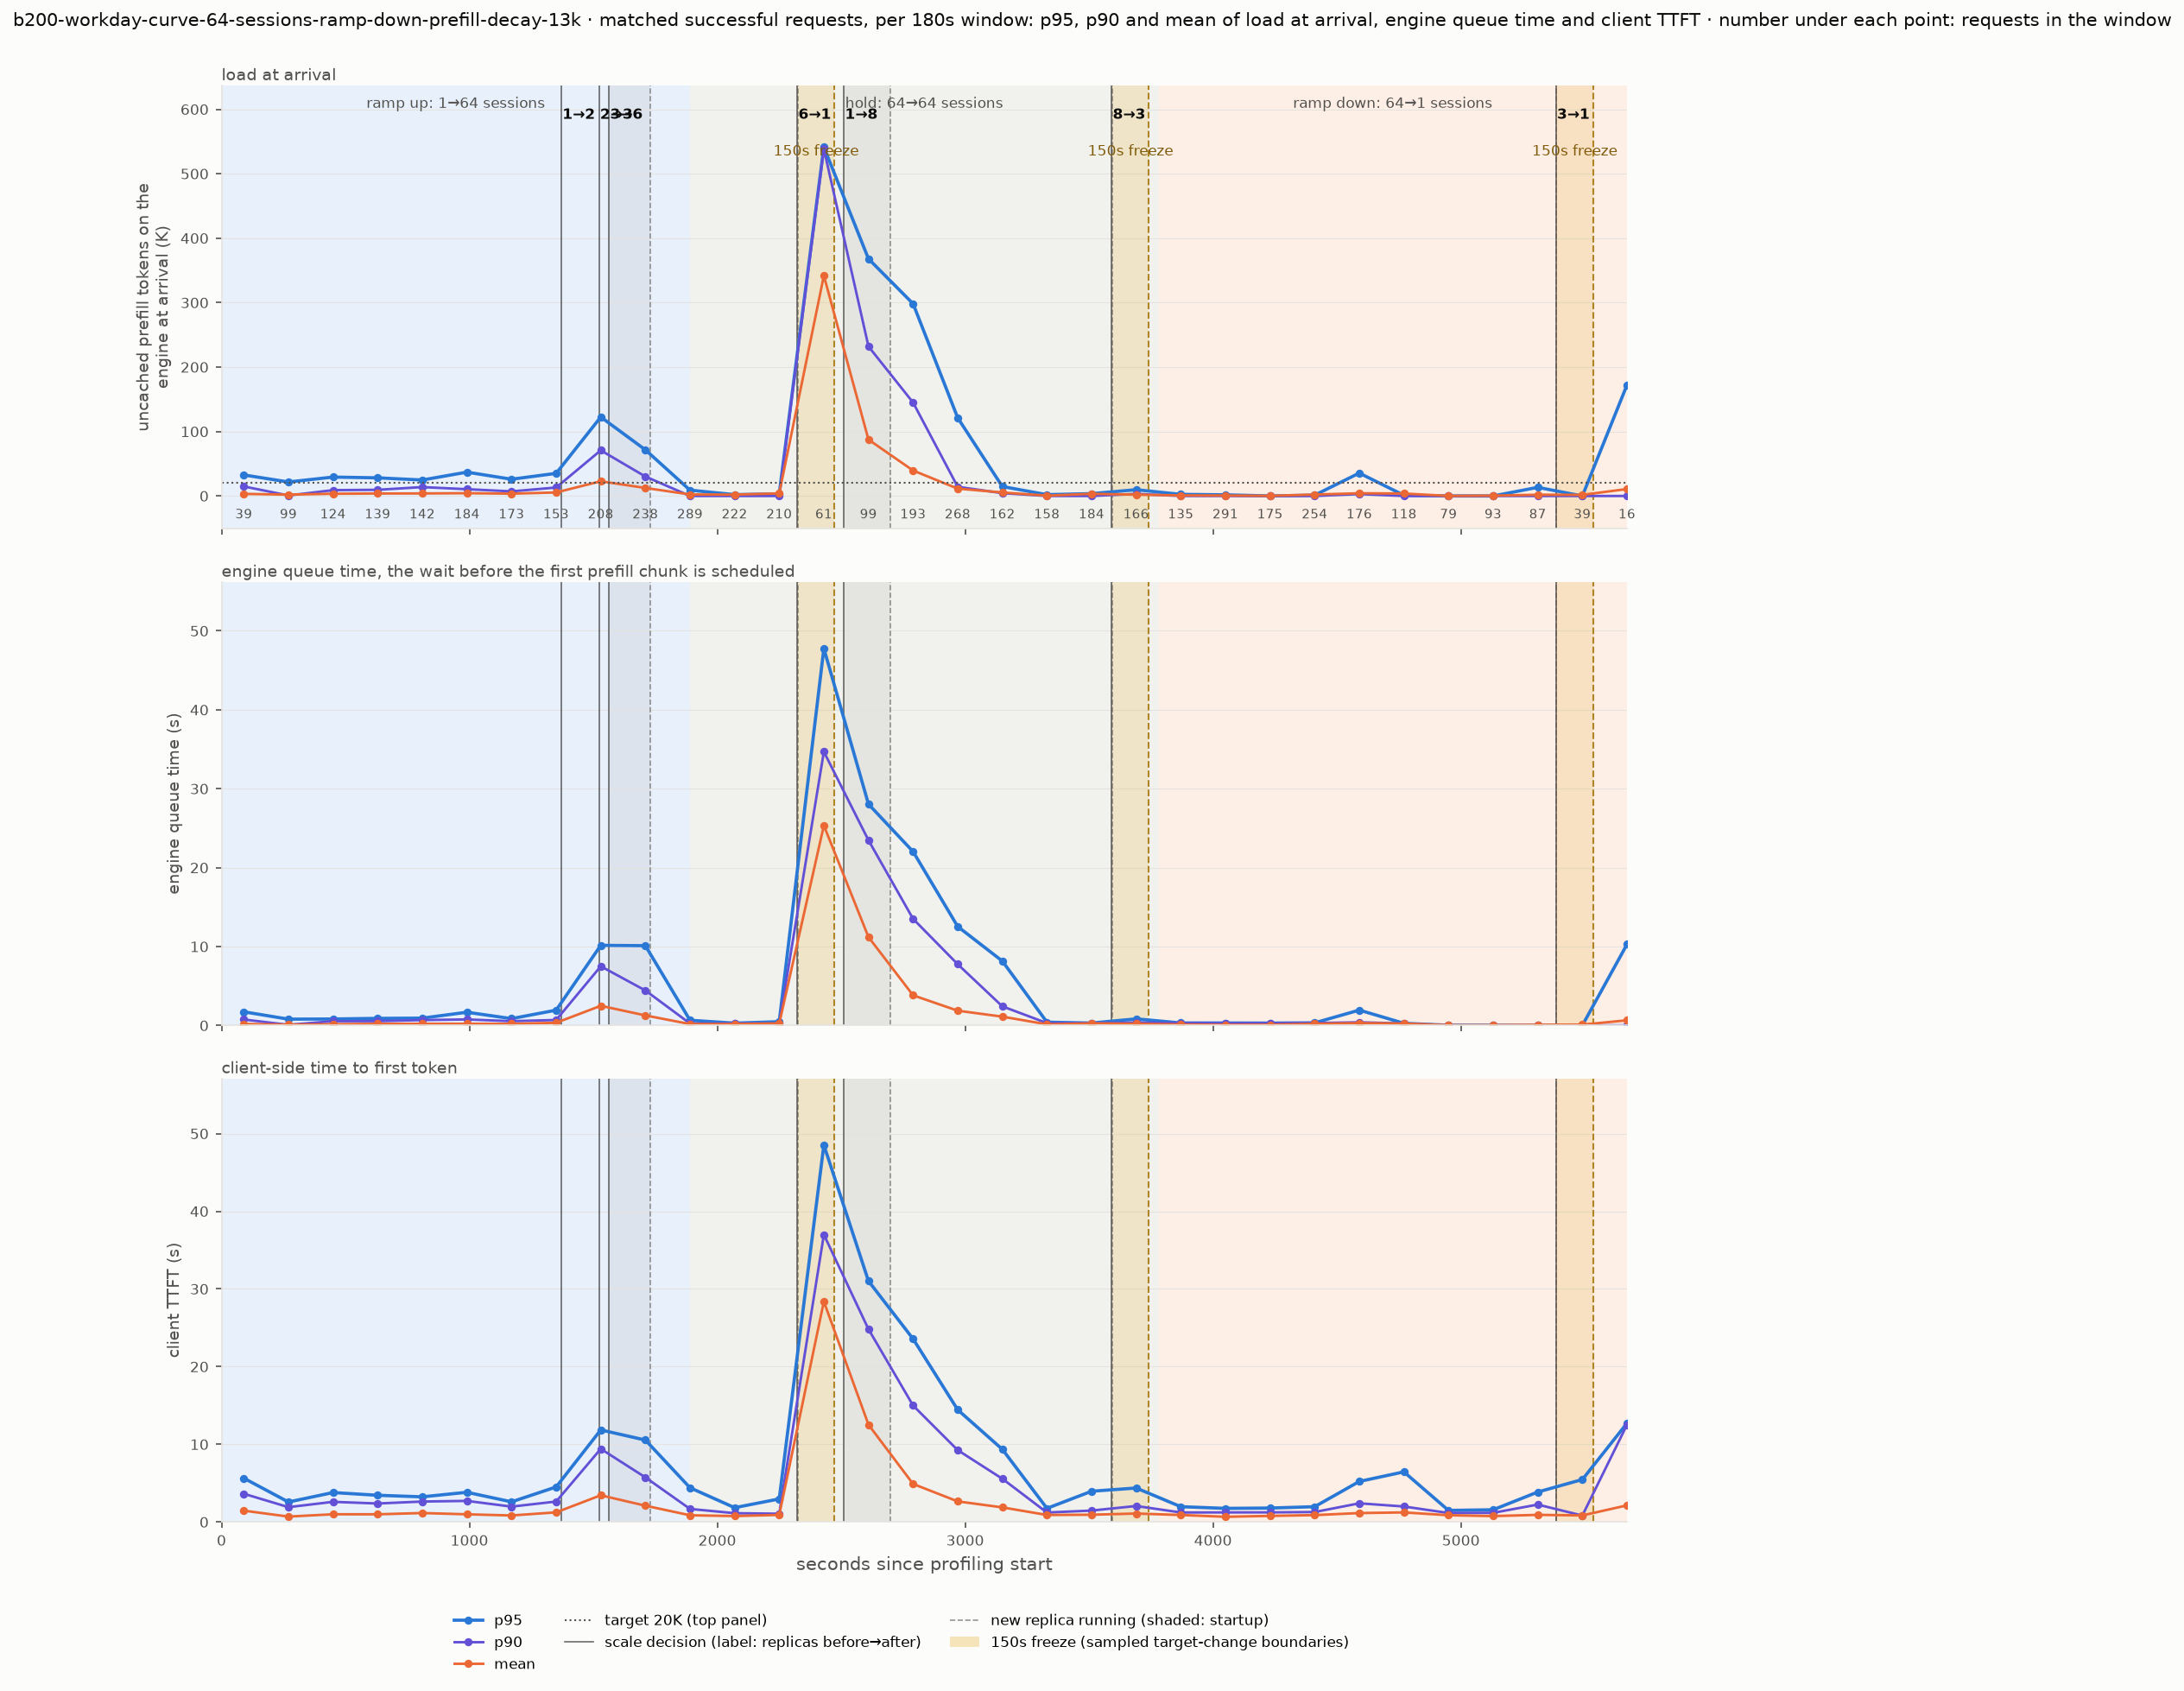 b200-workday-curve-64-sessions-ramp-down-prefill-decay-13k · matched successful requests, per 180s window: p95, p90 and mean of load at arrival, engine queue time and client TTFT · number under each point: requests in the window
load at arrival
ramp up: 1→64 sessions
hold: 64→64 sessions
ramp down: 64→1 sessions
1→2
2→3
3→6
6→1
1→8
8→3
3→1
150s freeze
150s freeze
150s freeze
uncached prefill tokens on the
engine at arrival (K)
600
500
400
300
200
100
0
39 99 124 139 142 184 173 153 208 238 289 222 210 61 99 193 268 162 158 184 166 135 291 175 254 176 118 79 93 87 39 16
engine queue time, the wait before the first prefill chunk is scheduled
engine queue time (s)
50
40
30
20
10
0
client-side time to first token
client TTFT (s)
50
40
30
20
10
0
0 1000 2000 3000 4000 5000
seconds since profiling start
p95
p90
mean
target 20K (top panel)
scale decision (label: replicas before→after)
new replica running (shaded: startup)
150s freeze (sampled target-change boundaries)